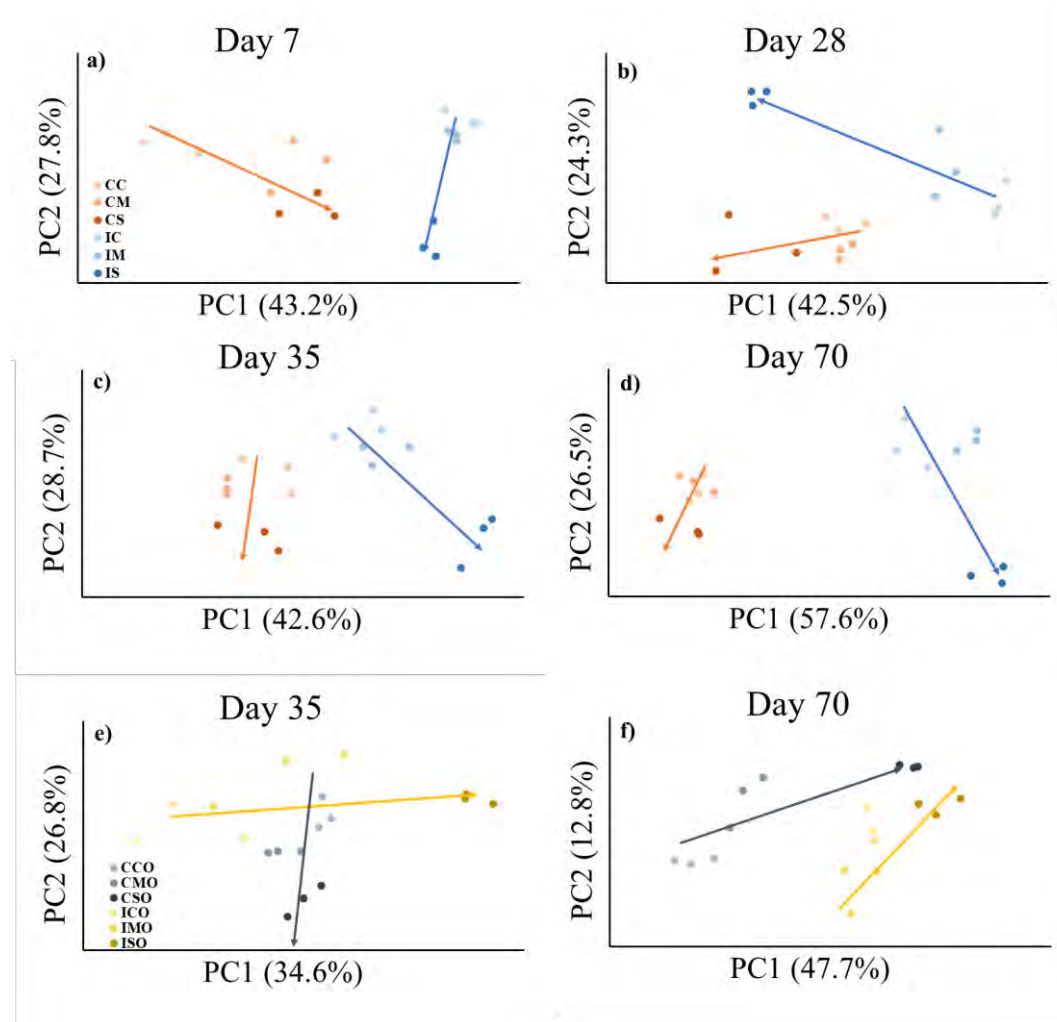 Day 7
a)
PC2 (27.8%)
CC
CM
CS
IC
IM
IS
PC1 (43.2%)
Day 28
b)
PC2 (24.3%)
PC1 (42.5%)
Day 35
c)
PC2 (28.7%)
PC1 (42.6%)
Day 70
d)
PC2 (26.5%)
PC1 (57.6%)
Day 35
e)
PC2 (26.8%)
CCO
CMO
CSO
ICO
IMO
ISO
PC1 (34.6%)
Day 70
f)
PC2 (12.8%)
PC1 (47.7%)